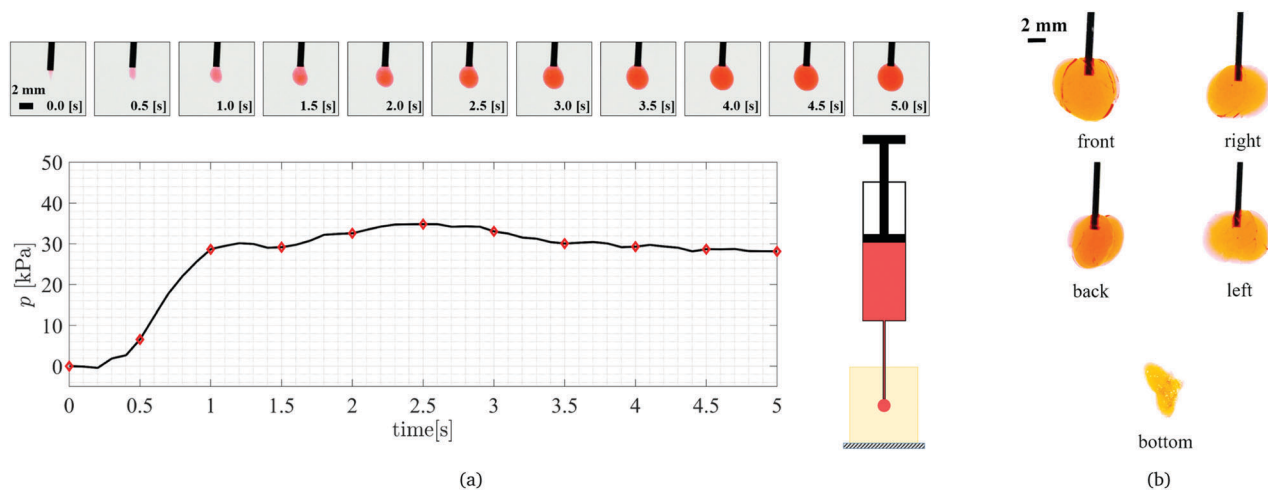 2 mm
0.0 [s]
0.5 [s]
1.0 [s]
1.5 [s]
2.0 [s]
2.5 [s]
3.0 [s]
3.5 [s]
4.0 [s]
4.5 [s]
5.0 [s]
50
40
30
20
10
0
p [kPa]
0 0.5 1 1.5 2 2.5 3 3.5 4 4.5 5
time[s]
(a)
2 mm
front right
back left
bottom
(b)